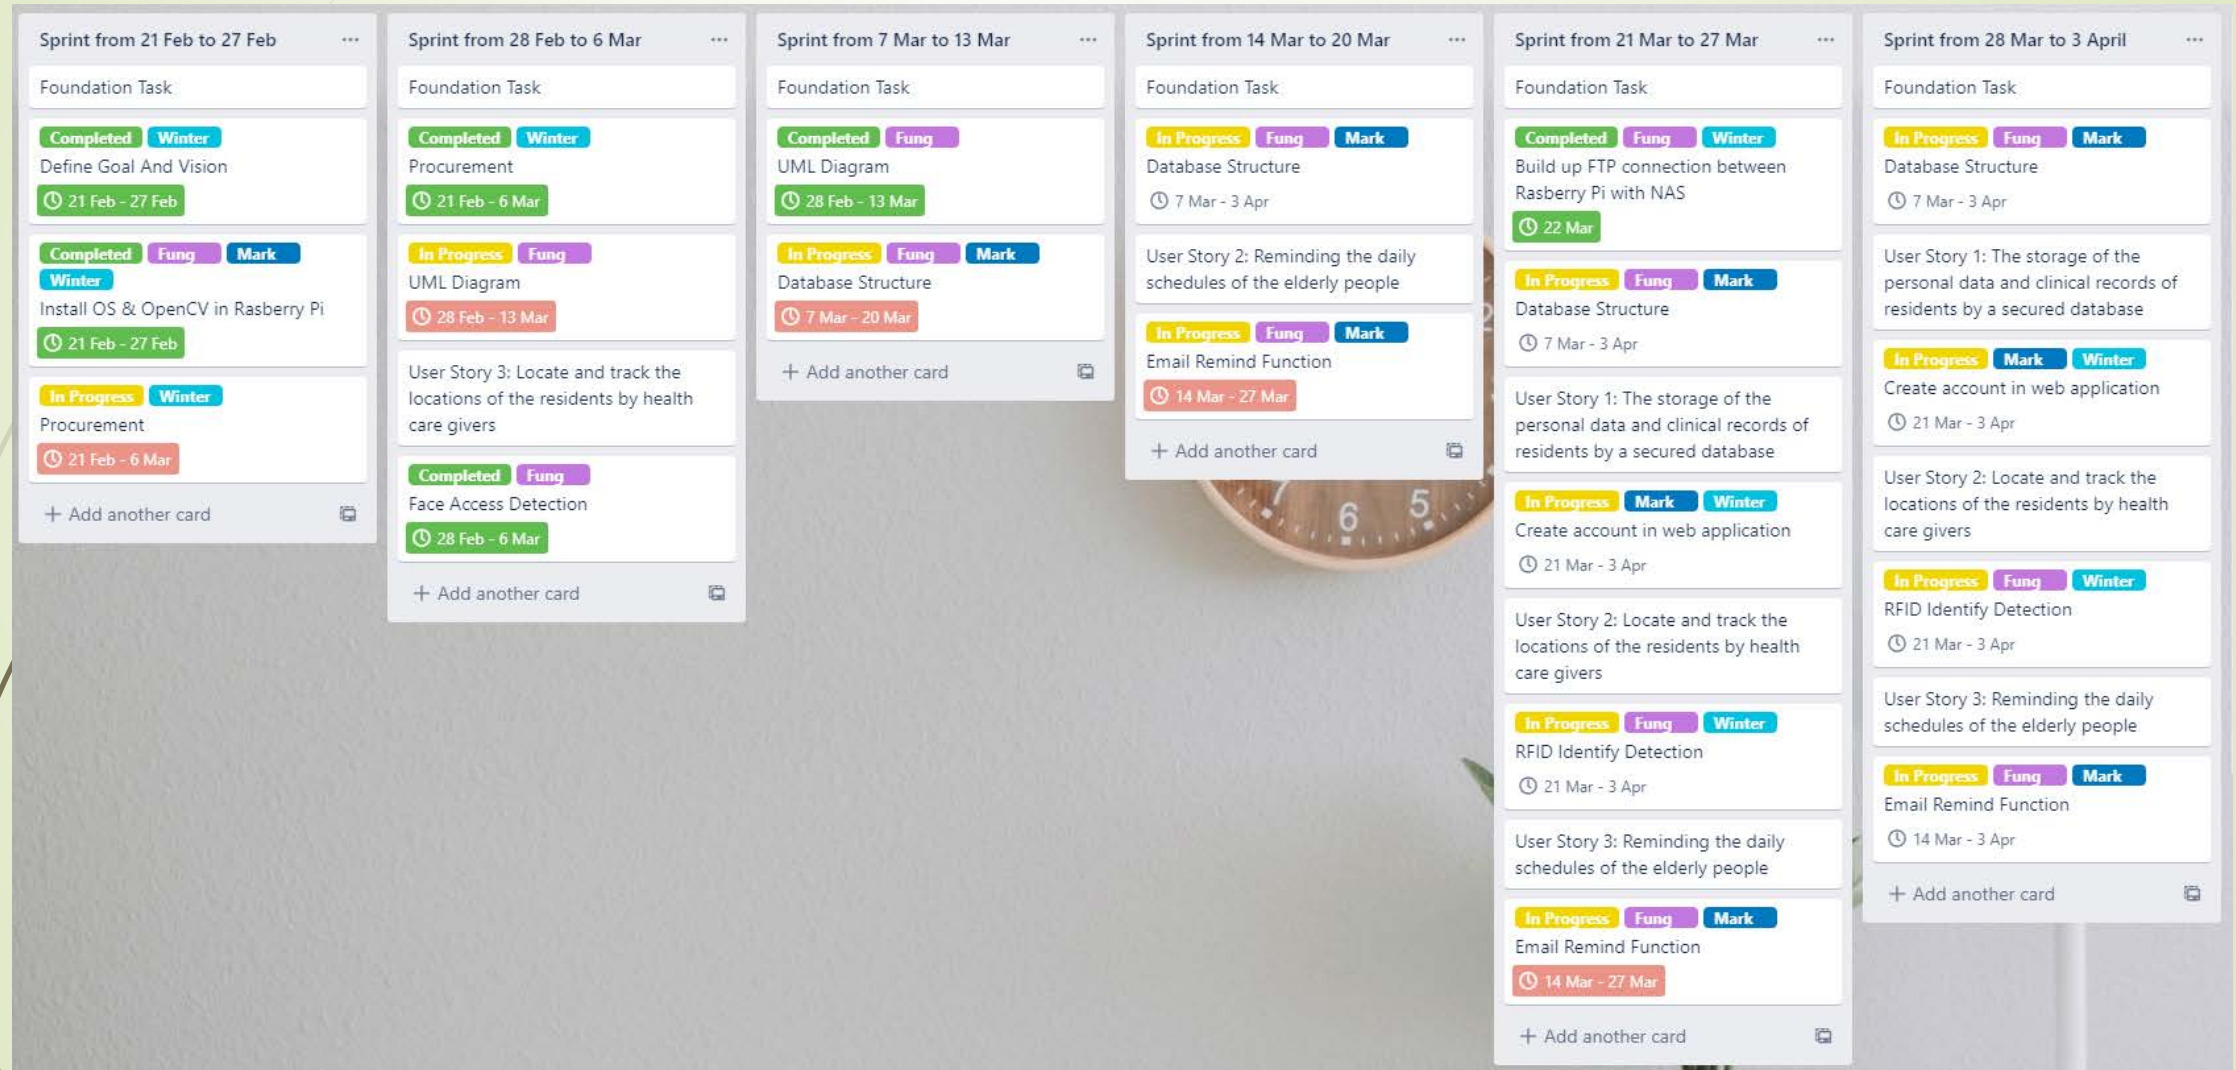 Sprint from 21 Feb to 27 Feb
Foundation Task
Completed Winter
Define Goal And Vision
21 Feb - 27 Feb
Completed Fung Mark
Winter
Install OS & OpenCV in Rasberry Pi
21 Feb - 27 Feb
In Progress Winter
Procurement
21 Feb - 6 Mar
+ Add another card
Sprint from 28 Feb to 6 Mar
Foundation Task
Completed Winter
Procurement
21 Feb - 6 Mar
In Progress Fung
UML Diagram
28 Feb - 13 Mar
User Story 3: Locate and track the
locations of the residents by health
care givers
Completed Fung
Face Access Detection
28 Feb - 6 Mar
+ Add another card
Sprint from 7 Mar to 13 Mar
Foundation Task
Completed Fung
UML Diagram
28 Feb - 13 Mar
In Progress Fung Mark
Database Structure
7 Mar - 20 Mar
+ Add another card
Sprint from 14 Mar to 20 Mar
Foundation Task
In Progress Fung Mark
Database Structure
7 Mar - 3 Apr
User Story 2: Reminding the daily
schedules of the elderly people
In Progress Fung Mark
Email Remind Function
14 Mar - 27 Mar
+ Add another card
7 6 5
2
Sprint from 21 Mar to 27 Mar
Foundation Task
Completed Fung Winter
Build up FTP connection between
Rasberry Pi with NAS
22 Mar
In Progress Fung Mark
Database Structure
7 Mar - 3 Apr
User Story 1: The storage of the
personal data and clinical records of
residents by a secured database
In Progress Mark Winter
Create account in web application
21 Mar - 3 Apr
User Story 2: Locate and track the
locations of the residents by health
care givers
In Progress Fung Winter
RFID Identify Detection
21 Mar - 3 Apr
User Story 3: Reminding the daily
schedules of the elderly people
In Progress Fung Mark
Email Remind Function
14 Mar - 27 Mar
+ Add another card
Sprint from 28 Mar to 3 April
Foundation Task
In Progress Fung Mark
Database Structure
7 Mar - 3 Apr
User Story 1: The storage of the
personal data and clinical records of
residents by a secured database
In Progress Mark Winter
Create account in web application
21 Mar - 3 Apr
User Story 2: Locate and track the
locations of the residents by health
care givers
In Progress Fung Winter
RFID Identify Detection
21 Mar - 3 Apr
User Story 3: Reminding the daily
schedules of the elderly people
In Progress Fung Mark
Email Remind Function
14 Mar - 3 Apr
+ Add another card